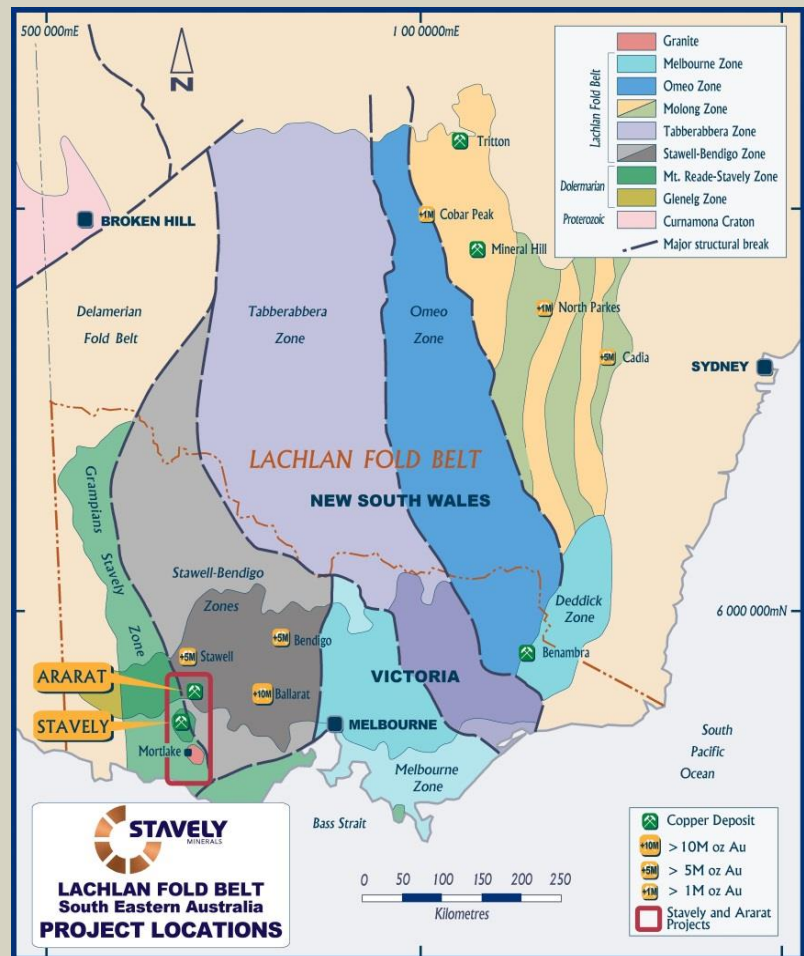 500 000mE
1 00 0000mE
N
Granite
Melbourne Zone
Omeo Zone
Molong Zone
Tabberabbera Zone
Stawell-Bendigo Zone
Mt. Reade-Stavely Zone
Glenelg Zone
Curnamona Craton
Major structural break
Lachlan Fold Belt
Dolermarian
Proterozoic
Tritton
+1M Cobar Peak
BROKEN HILL
Mineral Hill
Delamerian
Fold Belt
Tabberabbera
Zone
Omeo
Zone
+1M North Parkes
+5M Cadia
SYDNEY
LACHLAN FOLD BELT
NEW SOUTH WALES
Grampians
Stavely
Zone
Stawell-Bendigo
Zones
Deddick
Zone
6 000 000mN
+5M Bendigo
+5M Stawell
Benambra
ARARAT
VICTORIA
+10M Ballarat
STAVELY
MELBOURNE
Mortlake
South
Pacific
Ocean
Melbourne
Zone
Bass Strait
STAVELY
MINERALS
LACHLAN FOLD BELT
South Eastern Australia
PROJECT LOCATIONS
0 50 100 150 200 250
Kilometres
Copper Deposit
+10M > 10M oz Au
+5M > 5M oz Au
+1M > 1M oz Au
Stavely and Ararat
Projects